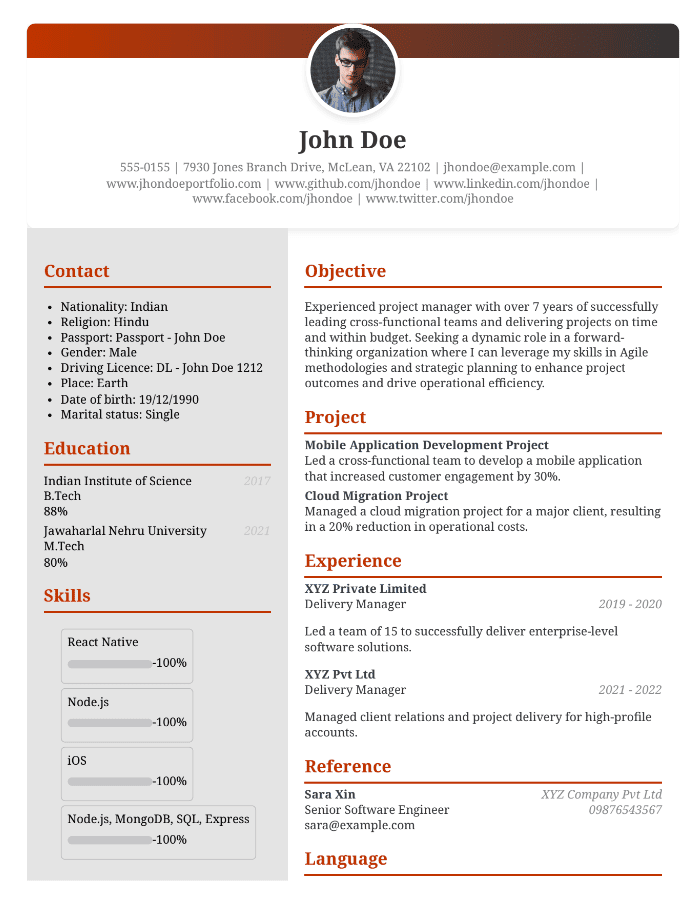 John Doe
555-0155 | 7930 Jones Branch Drive, McLean, VA 22102 | jhondoe@example.com |
www.jhondoeportfolio.com | www.github.com/jhondoe | www.linkedin.com/jhondoe |
www.facebook.com/jhondoe | www.twitter.com/jhondoe
Contact
• Nationality: Indian
• Religion: Hindu
• Passport: Passport - John Doe
• Gender: Male
• Driving Licence: DL - John Doe 1212
• Place: Earth
• Date of birth: 19/12/1990
• Marital status: Single
Education
Indian Institute of Science 2017
B.Tech
88%
Jawaharlal Nehru University 2021
M.Tech
80%
Skills
React Native
-100%
Node.js
-100%
iOS
-100%
Node.js, MongoDB, SQL, Express
-100%
Objective
Experienced project manager with over 7 years of successfully
leading cross-functional teams and delivering projects on time
and within budget. Seeking a dynamic role in a forward-
thinking organization where I can leverage my skills in Agile
methodologies and strategic planning to enhance project
outcomes and drive operational efficiency.
Project
Mobile Application Development Project
Led a cross-functional team to develop a mobile application
that increased customer engagement by 30%.
Cloud Migration Project
Managed a cloud migration project for a major client, resulting
in a 20% reduction in operational costs.
Experience
XYZ Private Limited
Delivery Manager 2019 - 2020
Led a team of 15 to successfully deliver enterprise-level
software solutions.
XYZ Pvt Ltd
Delivery Manager 2021 - 2022
Managed client relations and project delivery for high-profile
accounts.
Reference
Sara Xin XYZ Company Pvt Ltd
Senior Software Engineer 09876543567
sara@example.com
Language